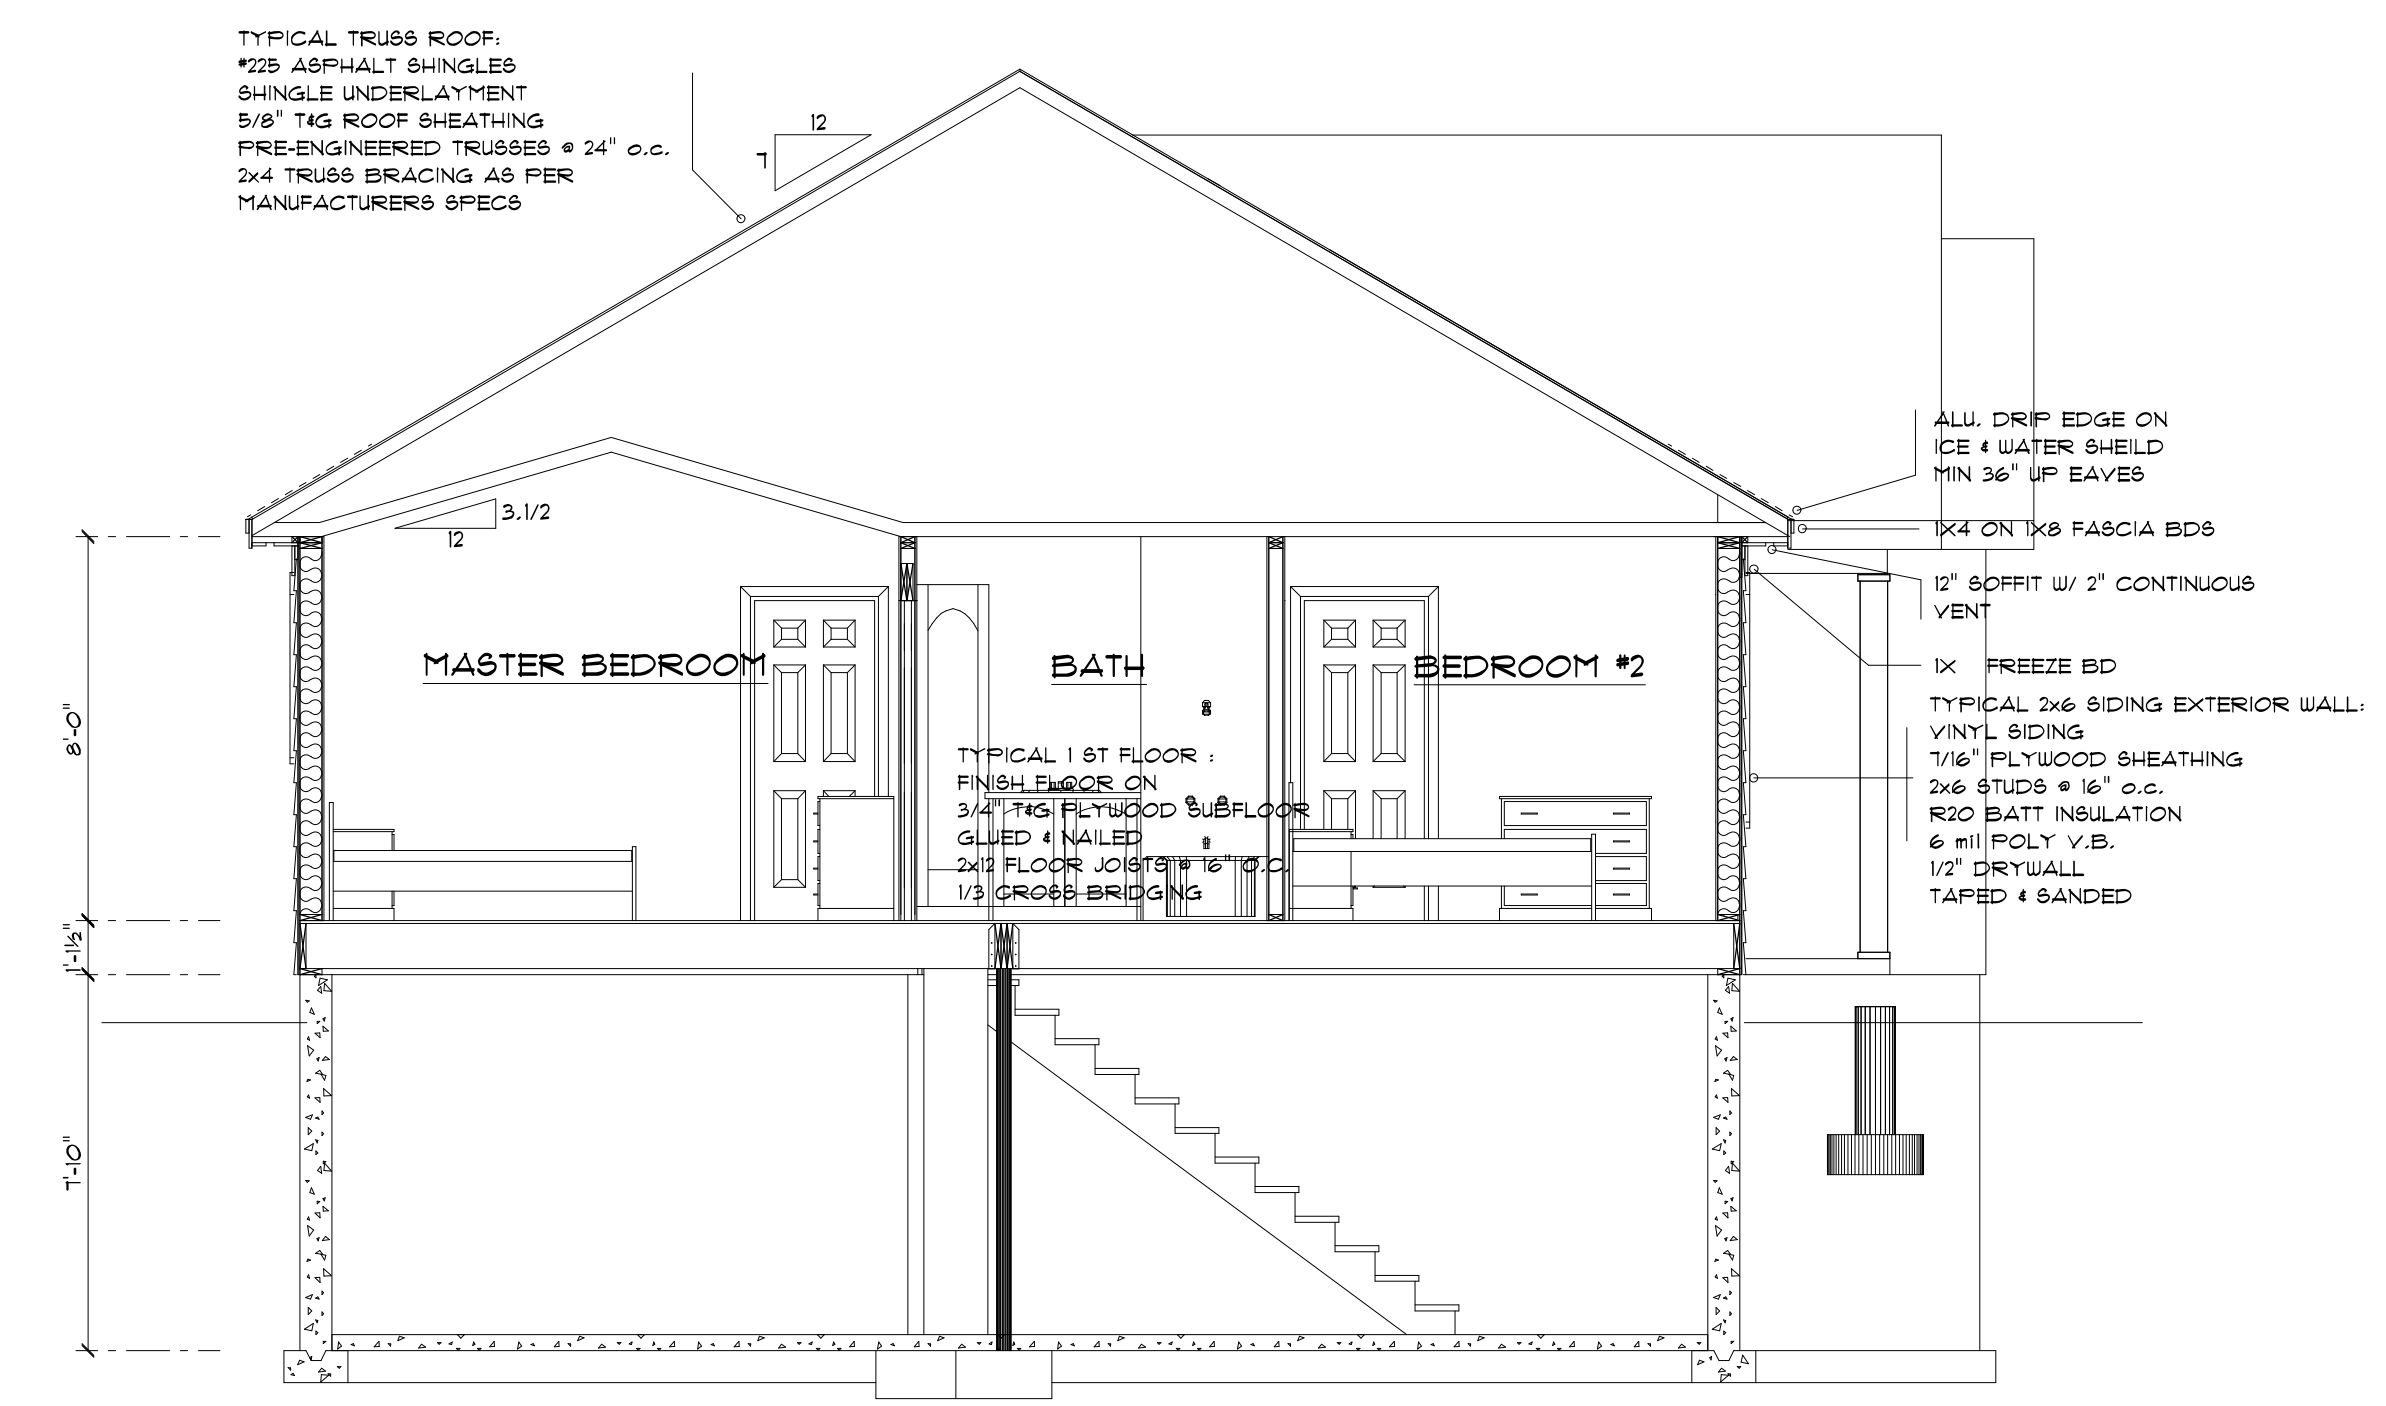 TYPICAL TRUSS ROOF:
#225 ASPHALT SHINGLES
SHINGLE UNDERLAYMENT
5/8" T&G ROOF SHEATHING
PRE-ENGINEERED TRUSSES @ 24" o.c.
2x4 TRUSS BRACING AS PER
MANUFACTURERS SPECS
12
7
ALU. DRIP EDGE ON
ICE & WATER SHEILD
MIN 36" UP EAVES
3.1/2
12
1X4 ON 1X8 FASCIA BDS
12" SOFFIT W/ 2" CONTINUOUS
VENT
MASTER BEDROOM
BATH
BEDROOM #2
1X FREEZE BD
TYPICAL 2x6 SIDING EXTERIOR WALL:
VINYL SIDING
7/16" PLYWOOD SHEATHING
2x6 STUDS @ 16" o.c.
R20 BATT INSULATION
6 mil POLY V.B.
1/2" DRYWALL
TAPED & SANDED
TYPICAL 1 ST FLOOR :
FINISH FLOOR ON
3/4" T&G PLYWOOD SUBFLOOR
GLUED & NAILED
2x12 FLOOR JOISTS @ 16" O.C.
1/3 CROSS BRIDGING
8'-0"
1'-1½"
7'-10"